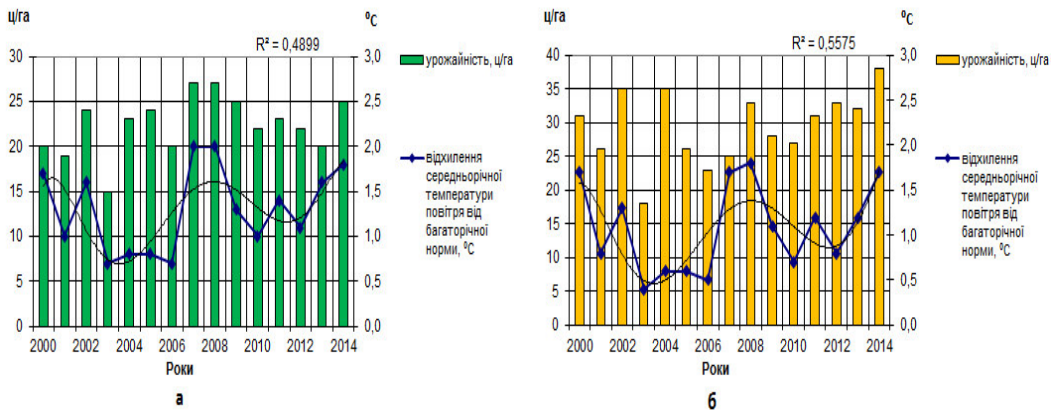 ц/га
⁰С
R² = 0,4899
30
25
20
15
10
5
0
3,0
2,5
2,0
1,5
1,0
0,5
0,0
2000 2002 2004 2006 2008 2010 2012 2014
Роки
урожайність, ц/га
відхилення
середньорічної
температури
повітря від
багаторічної
норми, ⁰С
а
ц/га
⁰С
R² = 0,5575
40
35
30
25
20
15
10
5
0
3,0
2,5
2,0
1,5
1,0
0,5
0,0
2000 2002 2004 2006 2008 2010 2012 2014
Роки
урожайність, ц/га
відхилення
середньорічної
температури
повітря від
багаторічної
норми, ⁰С
б